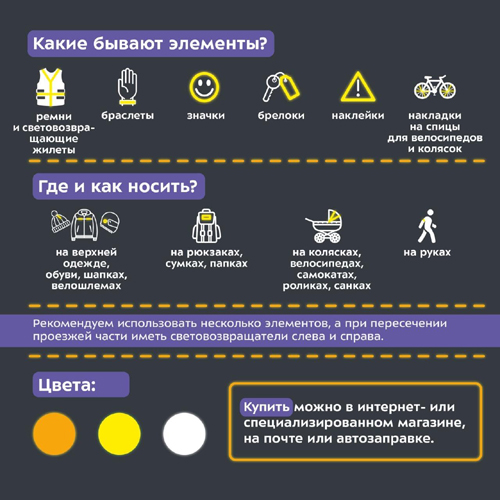 Какие бывают элементы?
ремни
и световозвра-
щающие
жилеты
браслеты
значки
брелоки
наклейки
накладки
на спицы
для велосипедов
и колясок
Где и как носить?
на верхней
одежде,
обуви, шапках,
велошлемах
на рюкзаках,
сумках, папках
на колясках,
велосипедах,
самокатах,
роликах, санках
на руках
Рекомендуем использовать несколько элементов, а при пересечении
проезжей части иметь световозвращатели слева и справа.
Цвета:
Купить можно в интернет- или
специализированном магазине,
на почте или автозаправке.